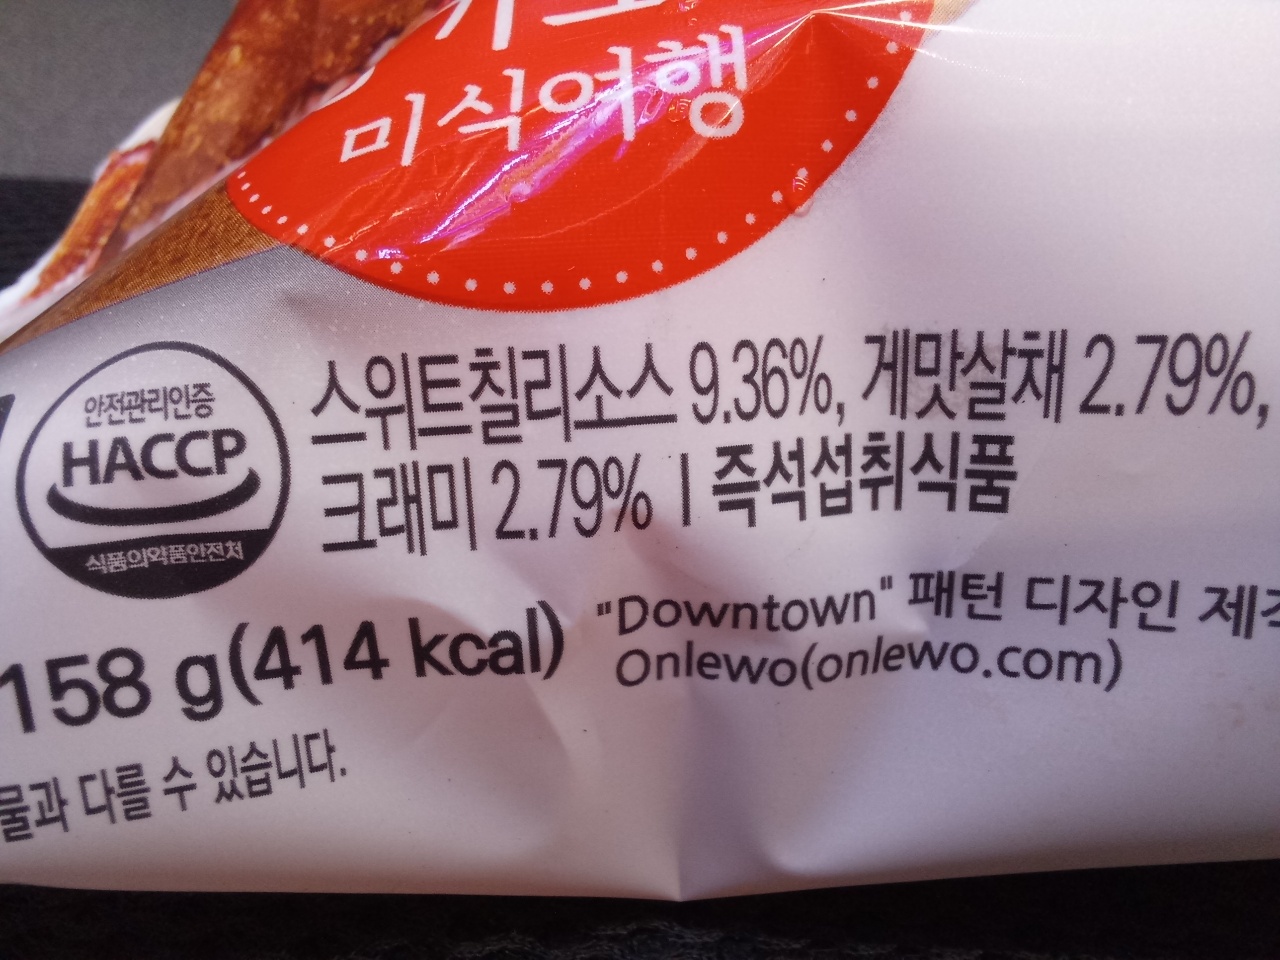 미식여행
안전관리인증
HACCP
식품의약품안전처
스위트칠리소스 9.36%, 게맛살채 2.79%,
크래미 2.79% I 즉석섭취식품
158 g(414 kcal)
"Downtown" 패턴 디자인
Onlewo(onlewo.com)
다를 수 있습니다.